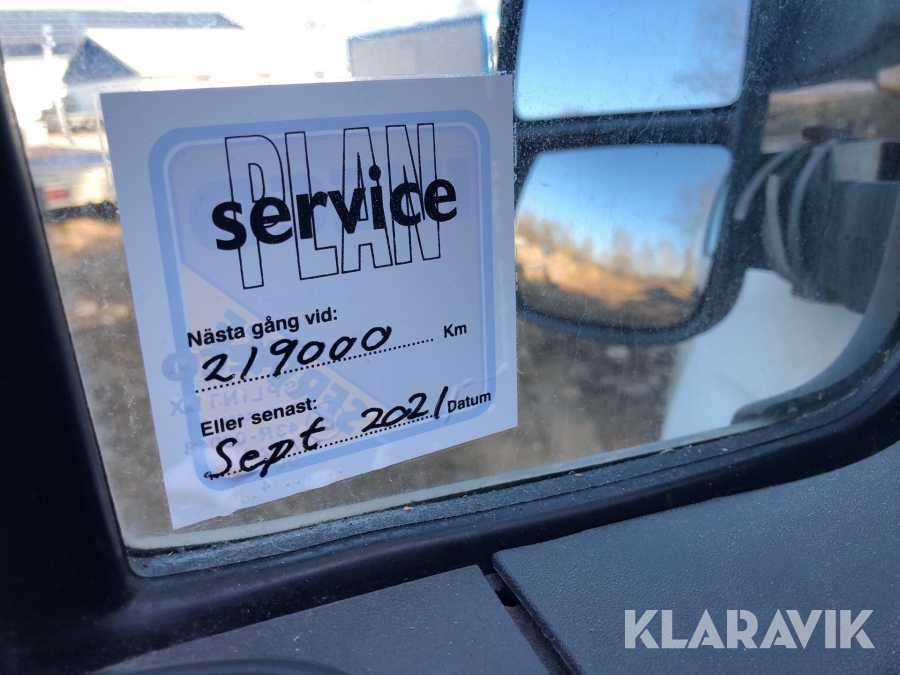 PLAN
service
Nästa gång vid:
219000 Km
Eller senast:
Sept 2021 Datum
KLARAVIK